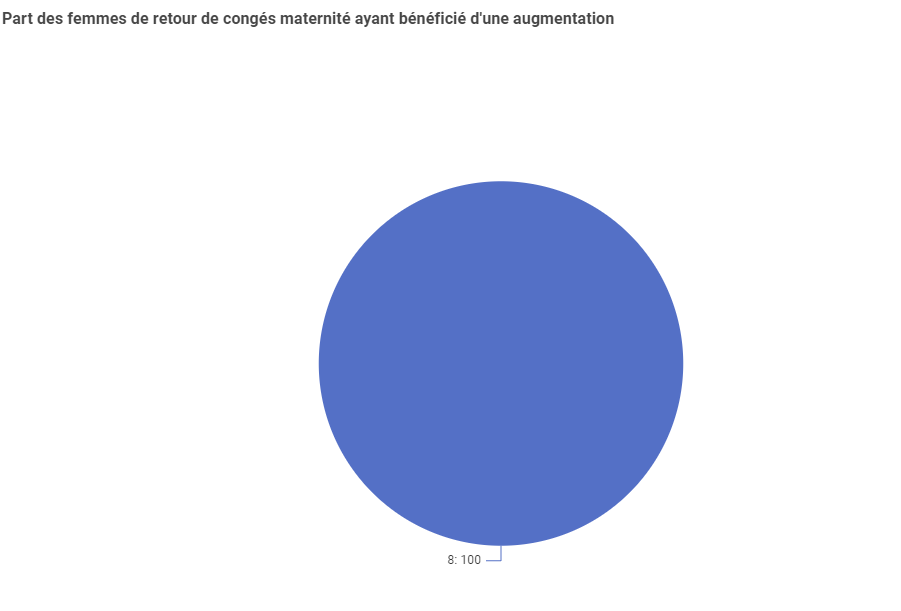 Part des femmes de retour de congés maternité ayant bénéficié d'une augmentation
8: 100